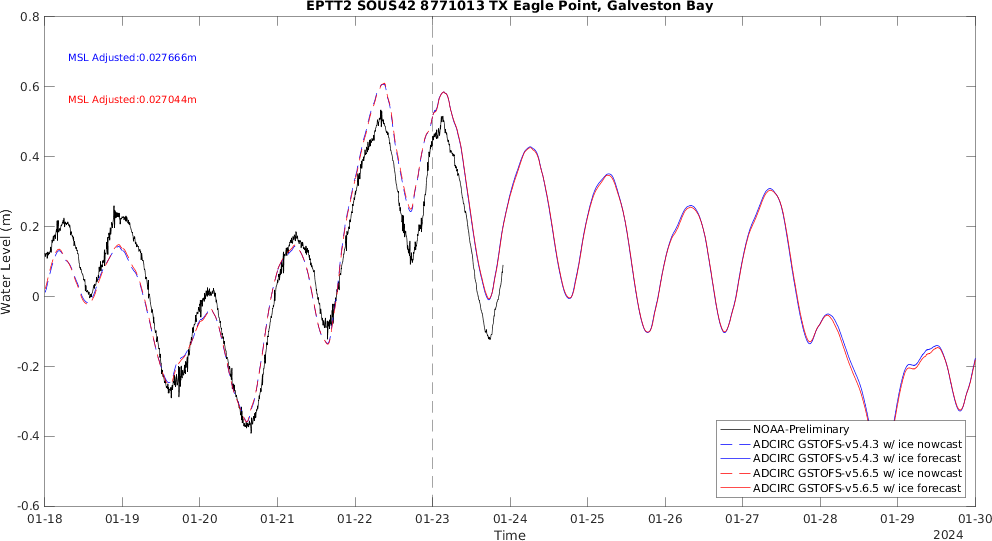 EPTT2 SOUS42 8771013 TX Eagle Point, Galveston Bay
0.8
MSL Adjusted:0.027666m
0.6
MSL Adjusted:0.027044m
0.4
0.2
Water Level (m)
0
-0.2
-0.4
-0.6
NOAA-Preliminary
ADCIRC GSTOFS-v5.4.3 w/ ice nowcast
ADCIRC GSTOFS-v5.4.3 w/ ice forecast
ADCIRC GSTOFS-v5.6.5 w/ ice nowcast
ADCIRC GSTOFS-v5.6.5 w/ ice forecast
01-18 01-19 01-20 01-21 01-22 01-23 01-24 01-25 01-26 01-27 01-28 01-29 01-30
Time
2024